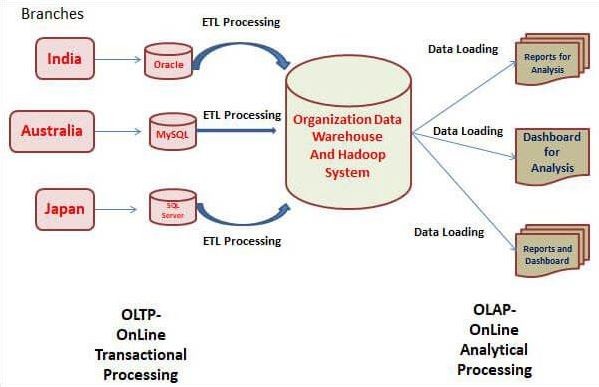 Branches
ETL Processing
India
Oracle
Data Loading
Reports for
Analysis
Australia
MySQL
ETL Processing
Organization Data
Warehouse
And Hadoop
System
Data Loading
Dashboard
for
Analysis
Japan
SQL
Server
ETL Processing
Data Loading
Reports and
Dashboard
OLTP-
OnLine
Transactional
Processing
OLAP-
OnLine
Analytical
Processing